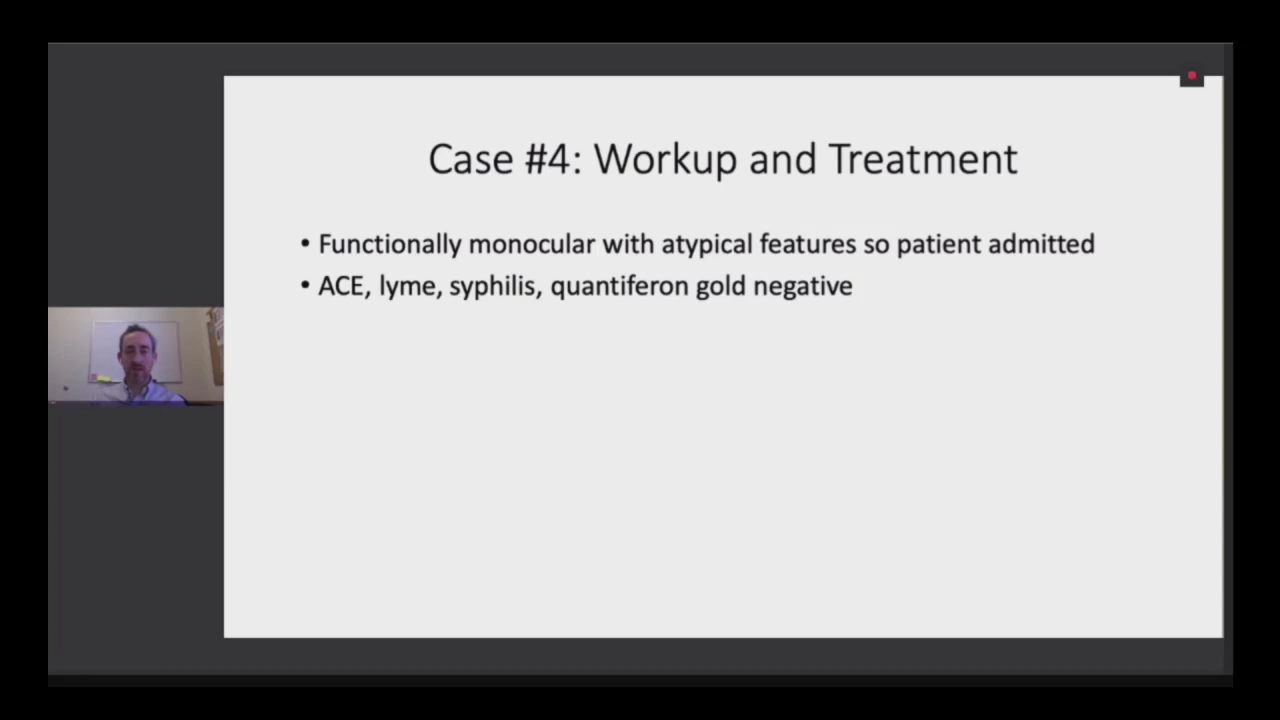 Case #4: Workup and Treatment
• Functionally monocular with atypical features so patient admitted
• ACE, lyme, syphilis, quantiferon gold negative